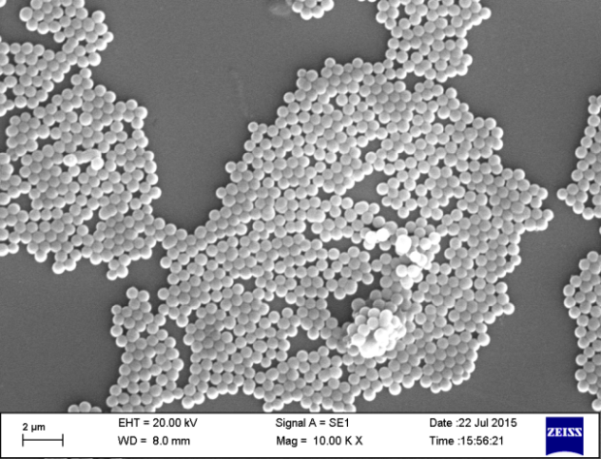 2 µm
EHT = 20.00 kV
Signal A = SE1
Date :22 Jul 2015
WD = 8.0 mm
Mag = 10.00 K X
Time :15:56:21
ZEISS